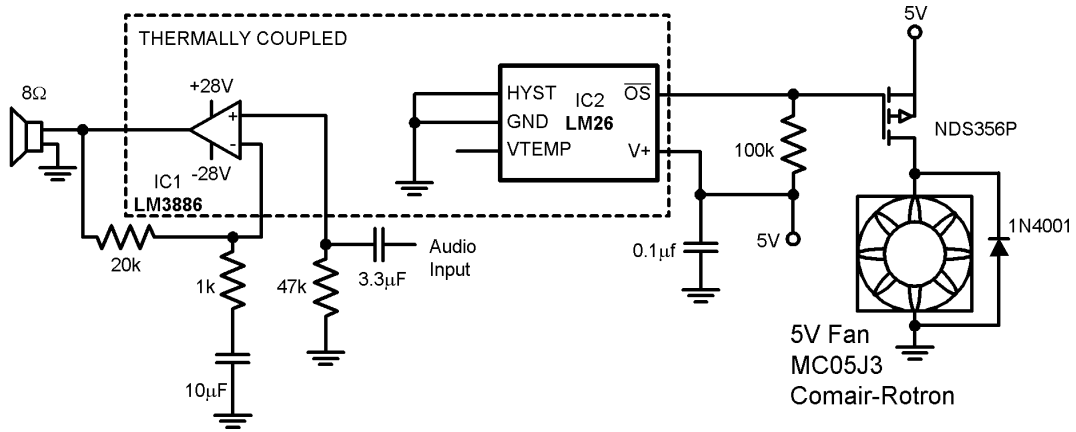 5V
THERMALLY COUPLED
8Ω
+28V
+
-
-28V
IC1
LM3886
HYST
GND
VTEMP
IC2
LM26
OS
V+
NDS356P
100k
20k
1k
47k
3.3µF
Audio
Input
10µF
0.1µf
5V
1N4001
5V Fan
MC05J3
Comair-Rotron